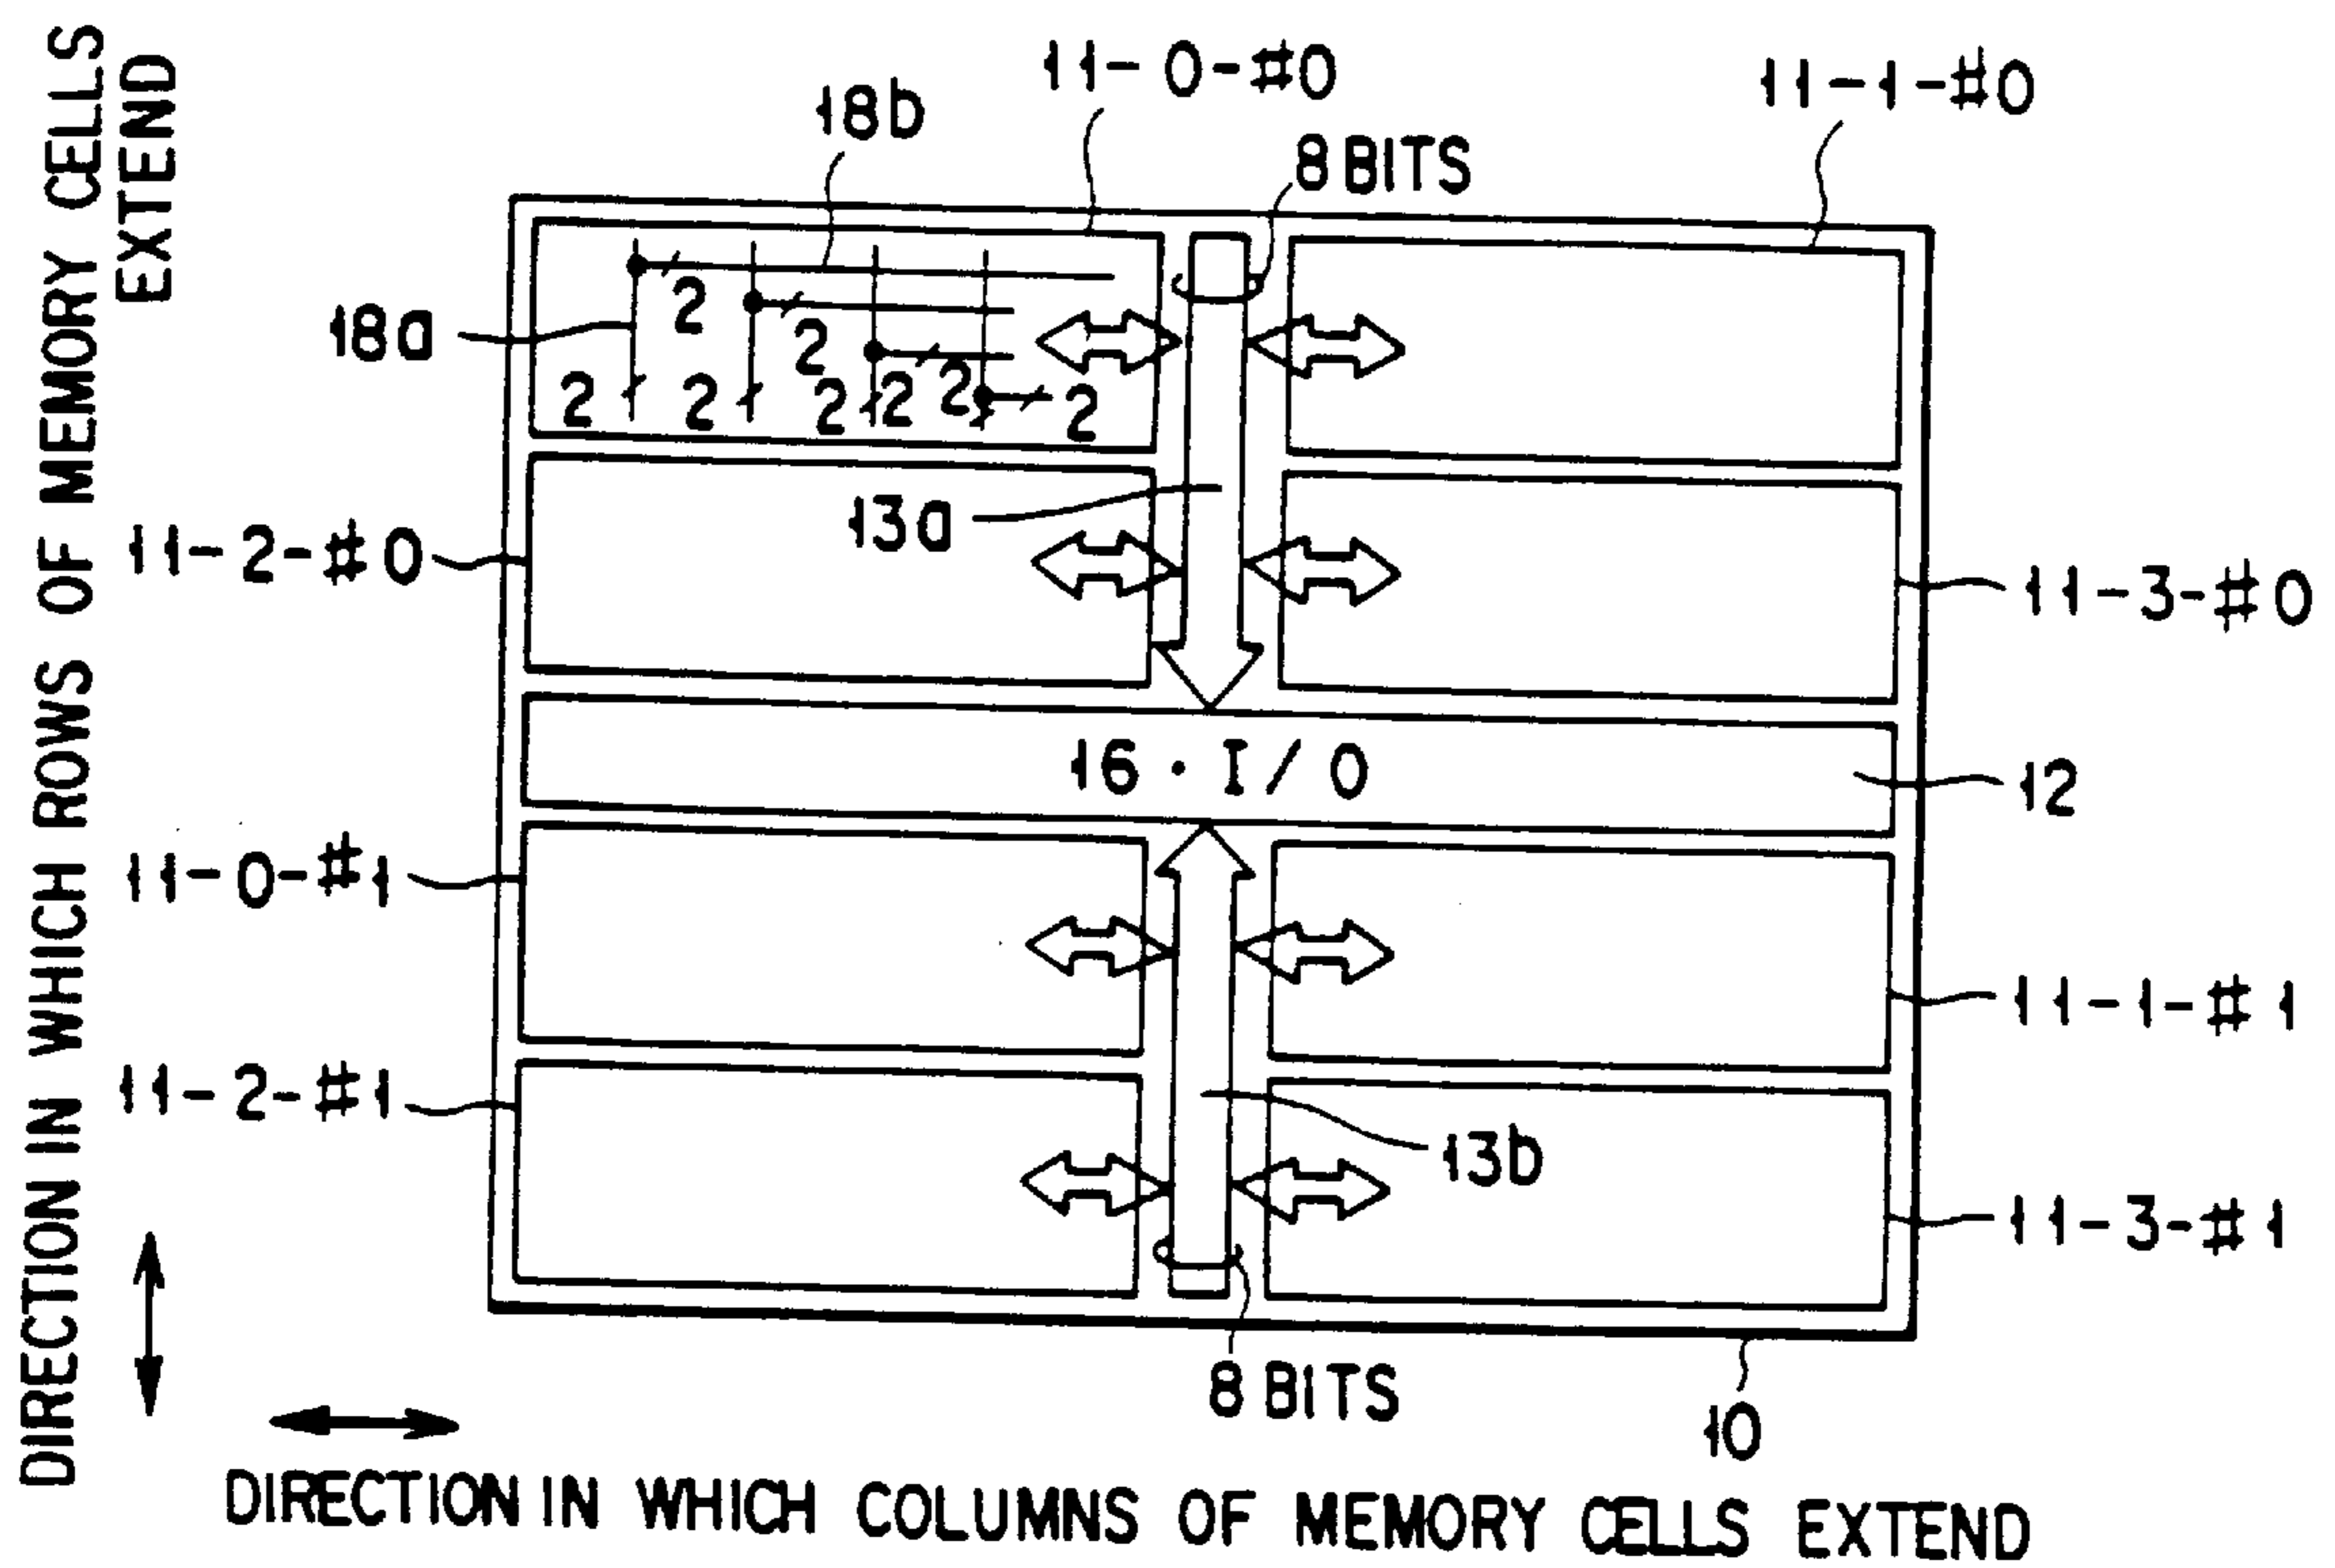 DIRECTION IN WHICH ROWS OF MEMORY CELLS
EXTEND
11-0-#0
11-1-#0
18b
8 BITS
18a
2
2
2 2 2 2 2 2
13a
11-2-#0
11-3-#0
16 · I/O
12
11-0-#1
11-1-#1
11-2-#1
13b
11-3-#1
8 BITS
10
DIRECTION IN WHICH COLUMNS OF MEMORY CELLS EXTEND